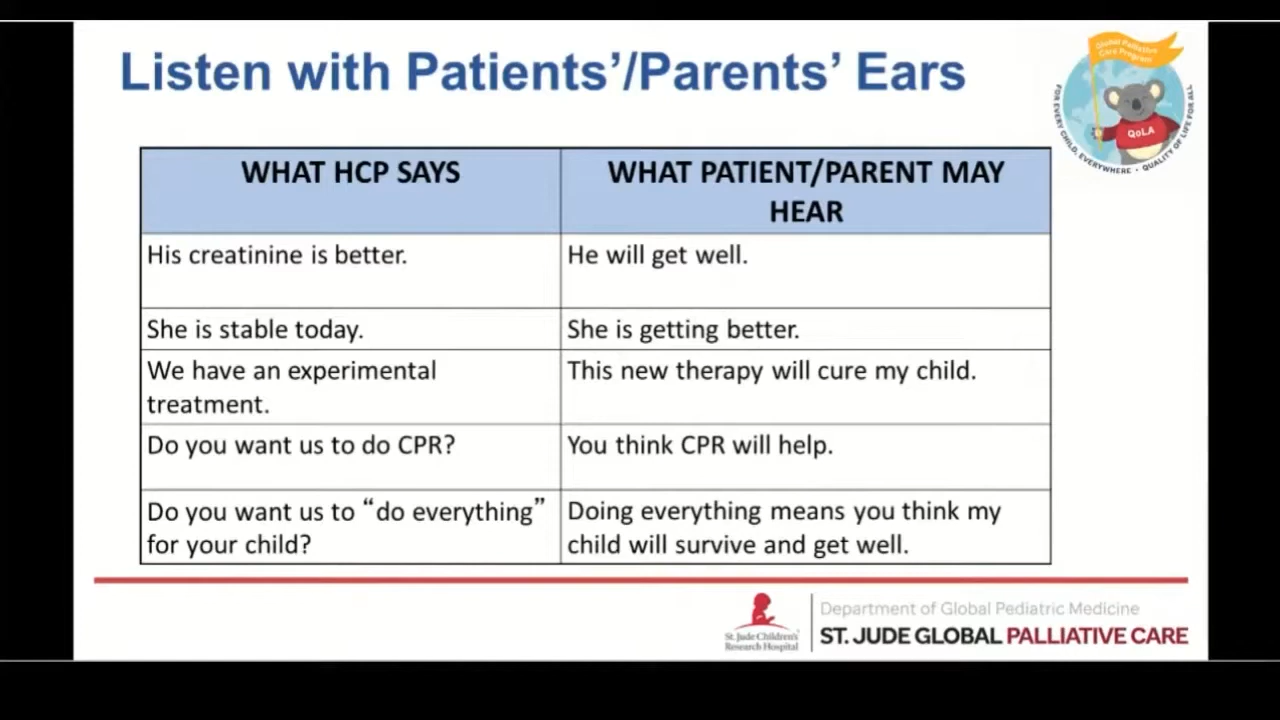 Listen with Patients’/Parents’ Ears
Global Palliative
Care Program
FOR EVERY CHILD, EVERYWHERE • QUALITY OF LIFE FOR ALL
QoLA
WHAT HCP SAYS
WHAT PATIENT/PARENT MAY
HEAR
His creatinine is better.
He will get well.
She is stable today.
She is getting better.
We have an experimental
treatment.
This new therapy will cure my child.
Do you want us to do CPR?
You think CPR will help.
Do you want us to “do everything”
for your child?
Doing everything means you think my
child will survive and get well.
St. Jude Children's
Research Hospital
Department of Global Pediatric Medicine
ST. JUDE GLOBAL PALLIATIVE CARE